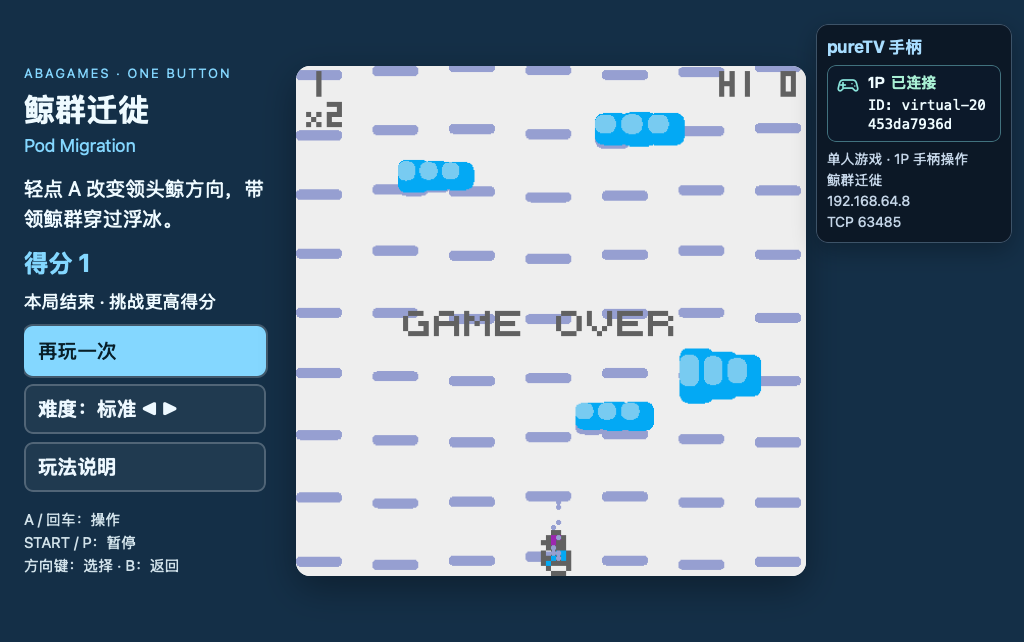 ABAGAMES · ONE BUTTON
鲸群迁徙
Pod Migration
轻点 A 改变领头鲸方向，带
领鲸群穿过浮冰。
得分 1
本局结束 · 挑战更高得分
再玩一次
难度：标准 ◀ ▶
玩法说明
A / 回车：操作
START / P：暂停
方向键：选择 · B：返回
1
HI 0
x2
GAME OVER
pureTV 手柄
1P 已连接
ID: virtual-20
453da7936d
单人游戏 · 1P 手柄操作
鲸群迁徙
192.168.64.8
TCP 63485